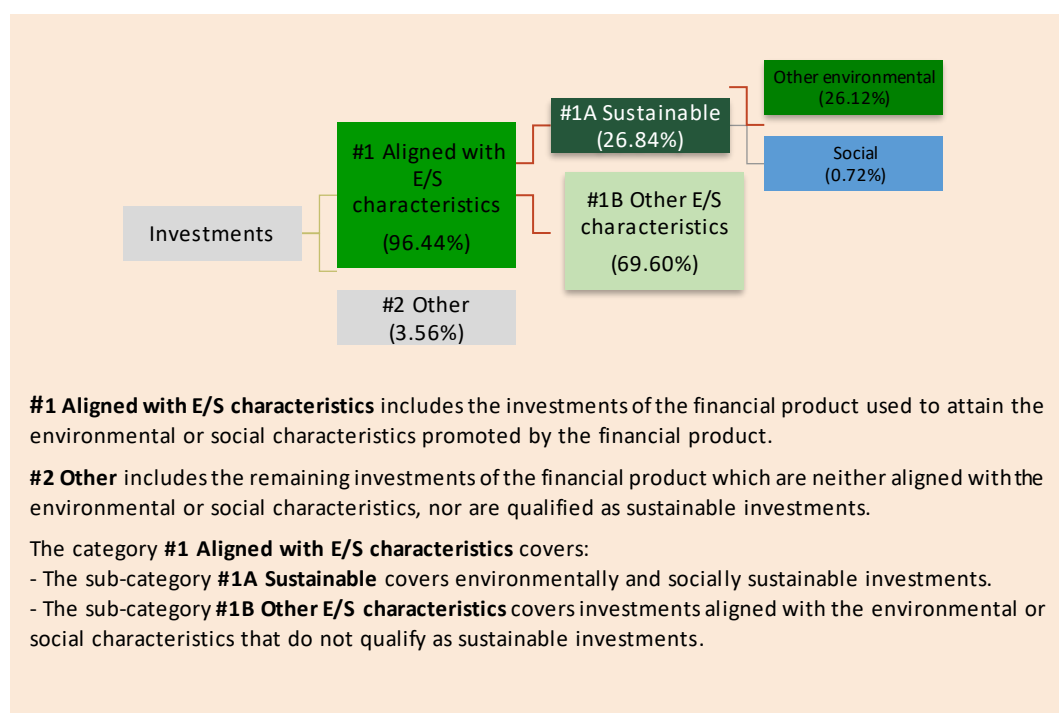 Investments
#1 Aligned with
E/S
characteristics
(96.44%)
#2 Other
(3.56%)
#1A Sustainable
(26.84%)
#1B Other E/S
characteristics
(69.60%)
Other environmental
(26.12%)
Social
(0.72%)
#1 Aligned with E/S characteristics includes the investments of the financial product used to attain the
environmental or social characteristics promoted by the financial product.
#2 Other includes the remaining investments of the financial product which are neither aligned with the
environmental or social characteristics, nor are qualified as sustainable investments.
The category #1 Aligned with E/S characteristics covers:
- The sub-category #1A Sustainable covers environmentally and socially sustainable investments.
- The sub-category #1B Other E/S characteristics covers investments aligned with the environmental or
social characteristics that do not qualify as sustainable investments.